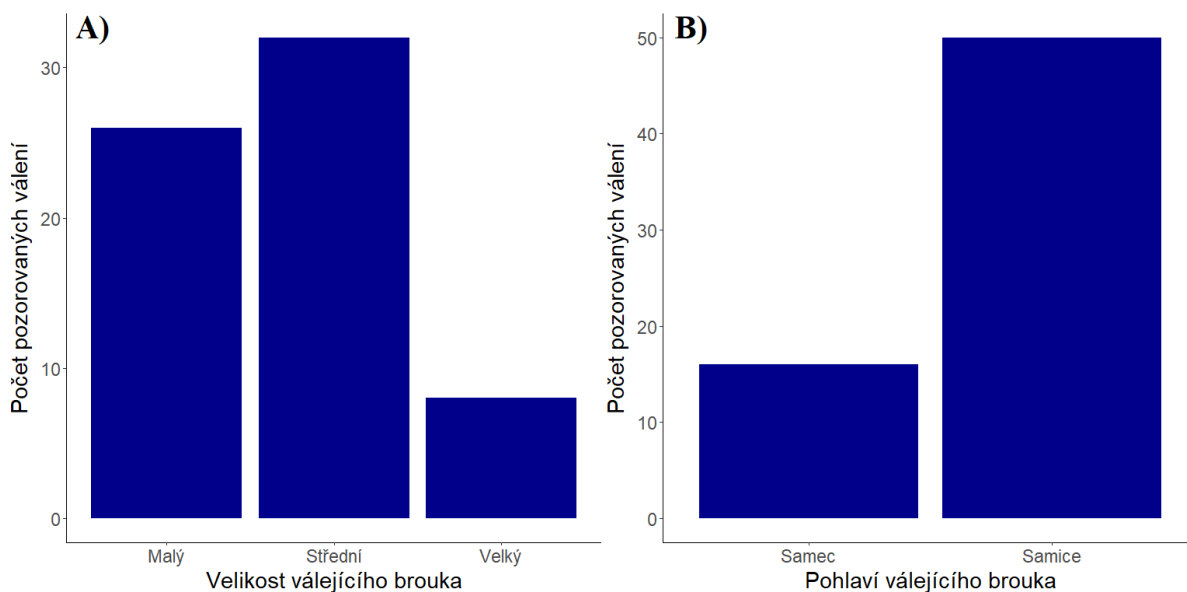 A)
Počet pozorovaných válení
30
20
10
0
Malý Střední Velký
Velikost válejícího brouka
B)
Počet pozorovaných válení
50
40
30
20
10
0
Samec Samice
Pohlaví válejícího brouka